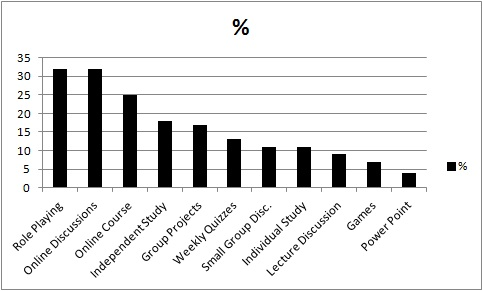 %
35
30
25
20
15
10
5
0
Role Playing
Online Discussions
Online Course
Independent Study
Group Projects
Weekly Quizzes
Small Group Disc.
Individual Study
Lecture Discussion
Games
Power Point
%